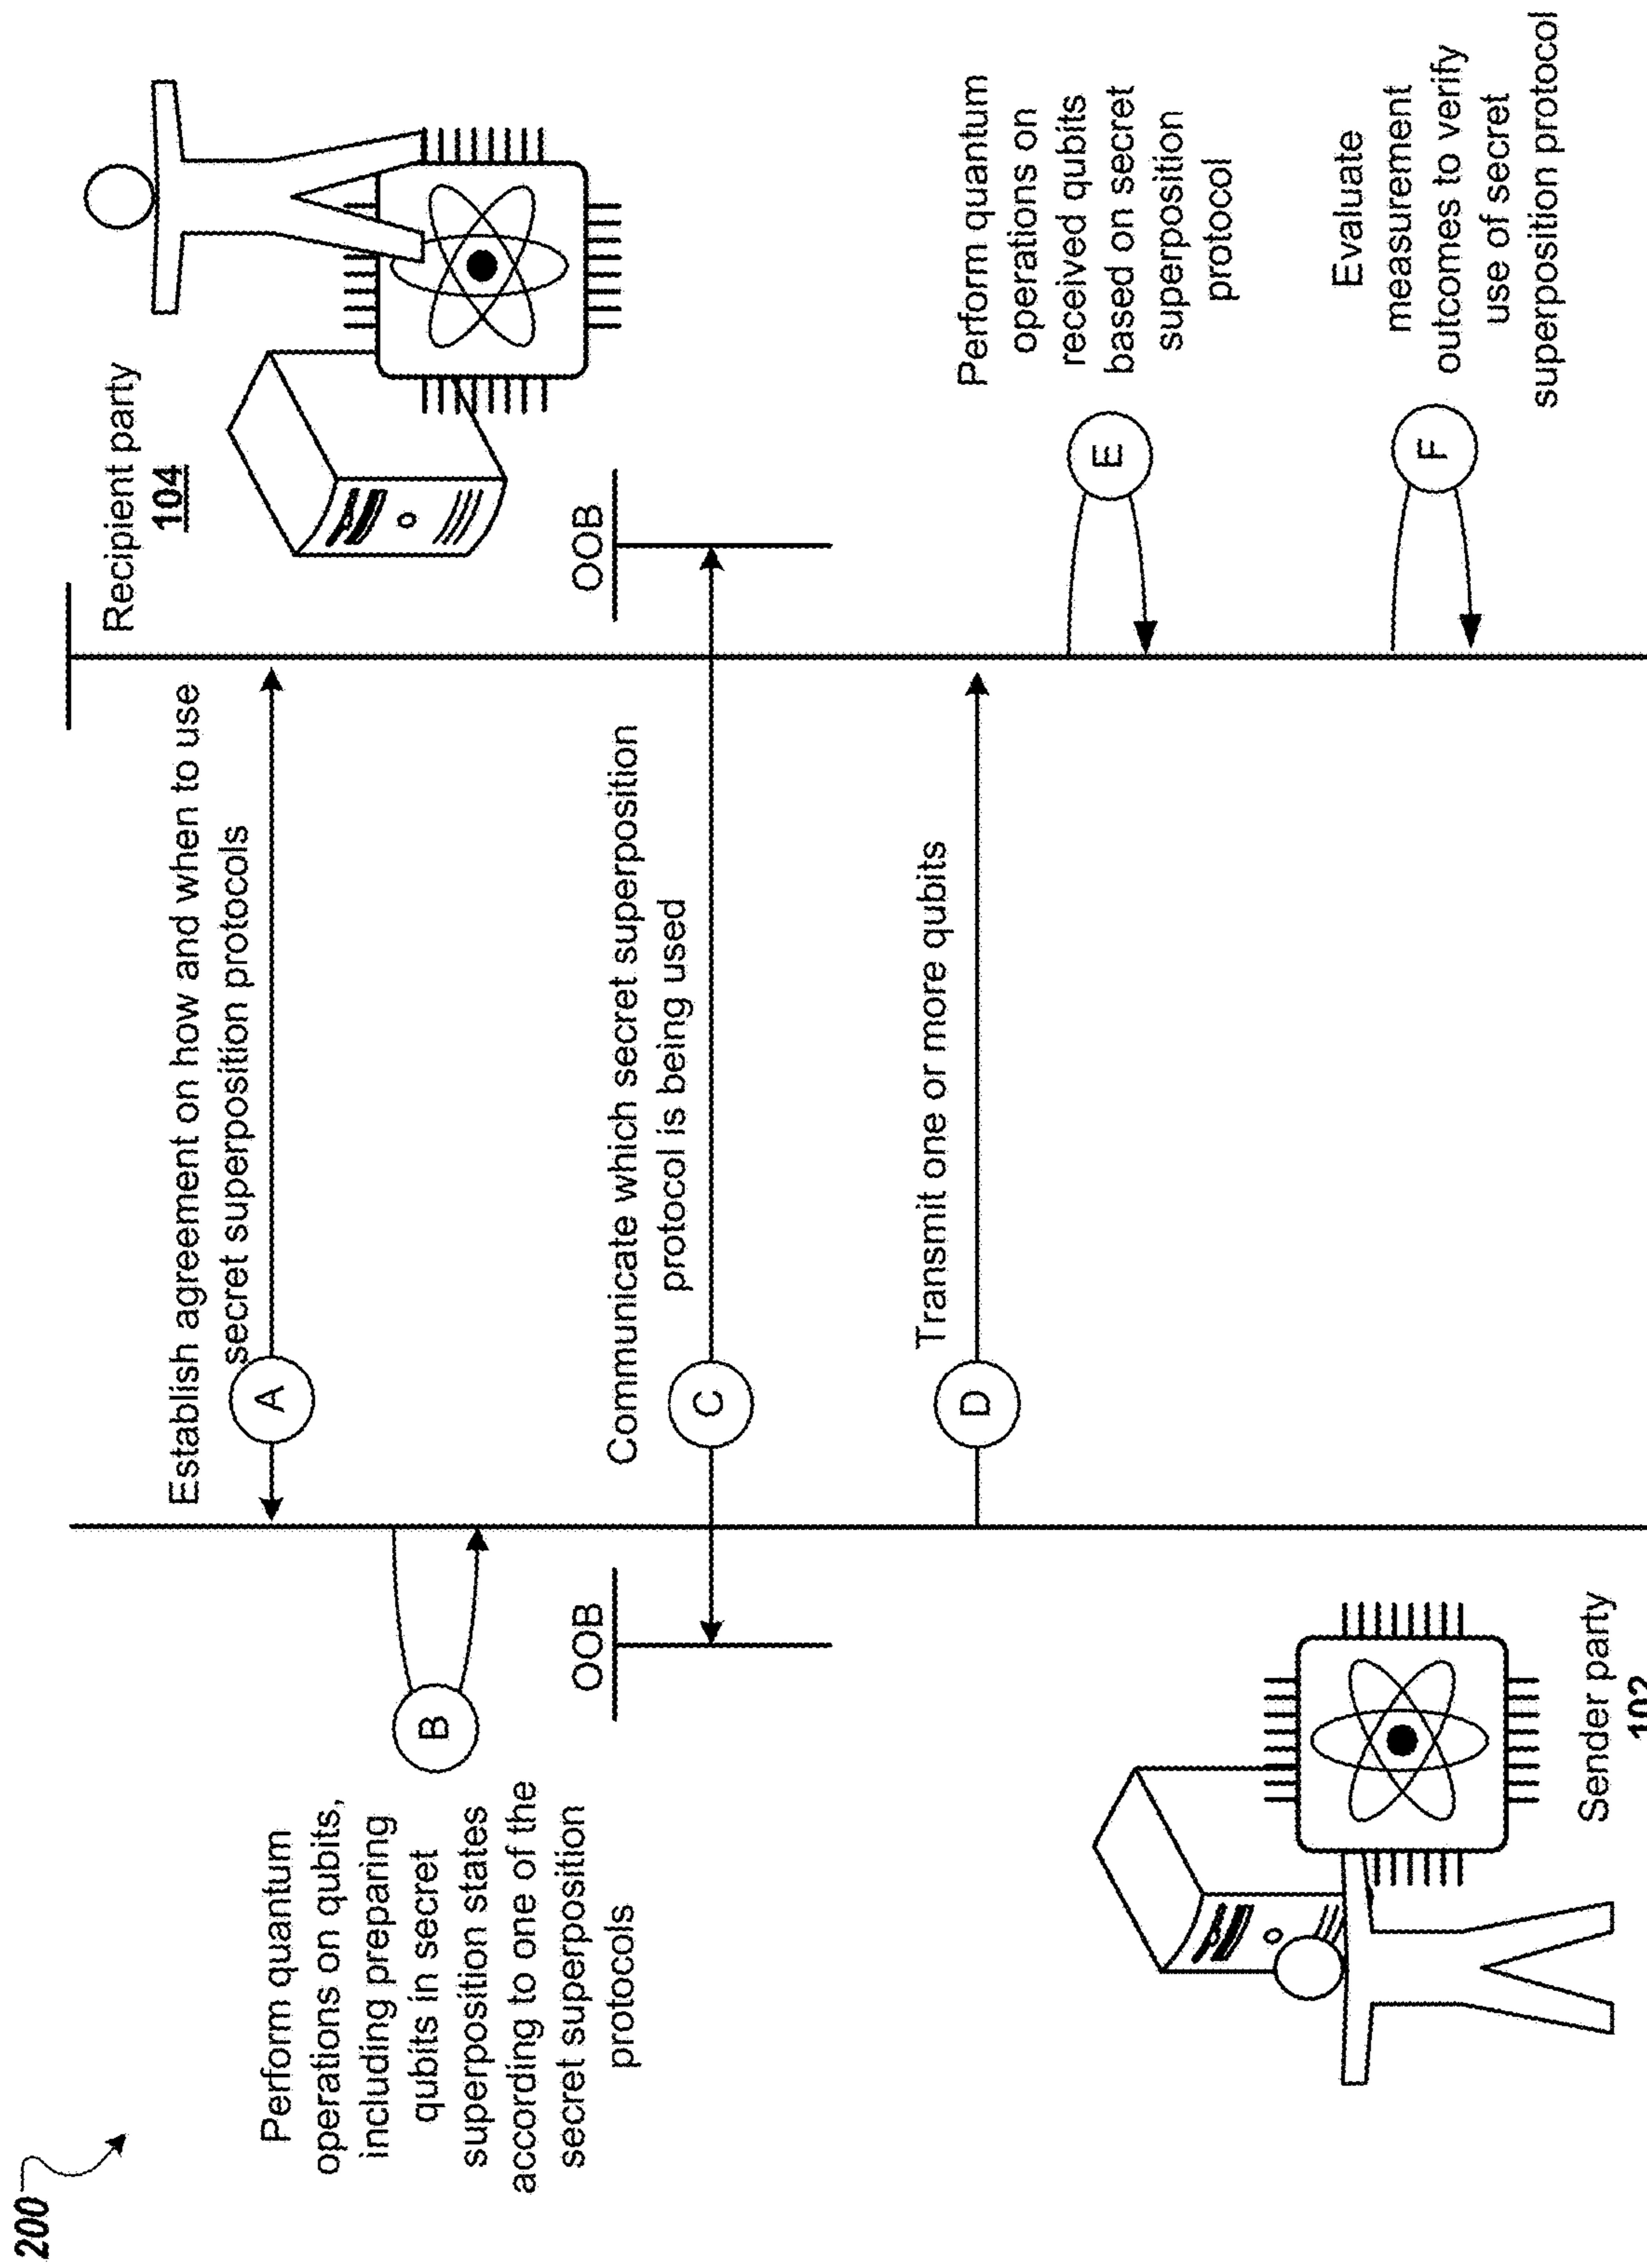 200
Establish agreement on how and when to use
secret superposition protocols
A
Recipient party
104
Perform quantum
operations on qubits,
including preparing
qubits in secret
superposition states
according to one of the
secret superposition
protocols
B
OOB
Communicate which secret superposition
protocol is being used
C
OOB
Transmit one or more qubits
D
Perform quantum
operations on
received qubits
based on secret
superposition
protocol
E
Evaluate
measurement
outcomes to verify
use of secret
superposition protocol
F
Sender party
102